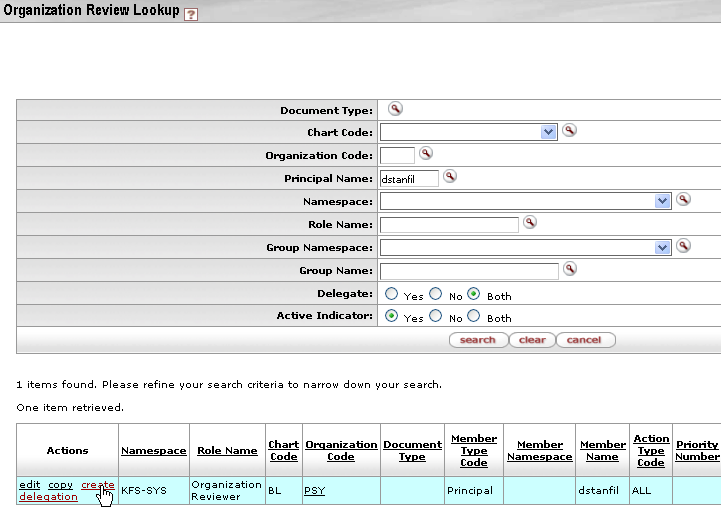 Organization Review Lookup ?
Document Type:
Chart Code:
Organization Code:
Principal Name: dstanfil
Namespace:
Role Name:
Group Namespace:
Group Name:
Delegate: Yes No Both
Active Indicator: Yes No Both
search clear cancel
1 items found. Please refine your search criteria to narrow down your search.
One item retrieved.
Actions Namespace Role Name Chart Code Organization Code Document Type Member Type Code Member Namespace Member Name Action Type Code Priority Number
edit copy create delegation KFS-SYS Organization Reviewer BL PSY Principal dstanfil ALL